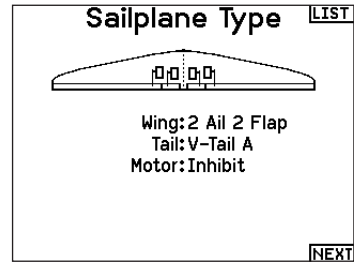 Sailplane Type LIST
Wing:2 Ail 2 Flap
Tail:V-Tail A
Motor:Inhibit
NEXT